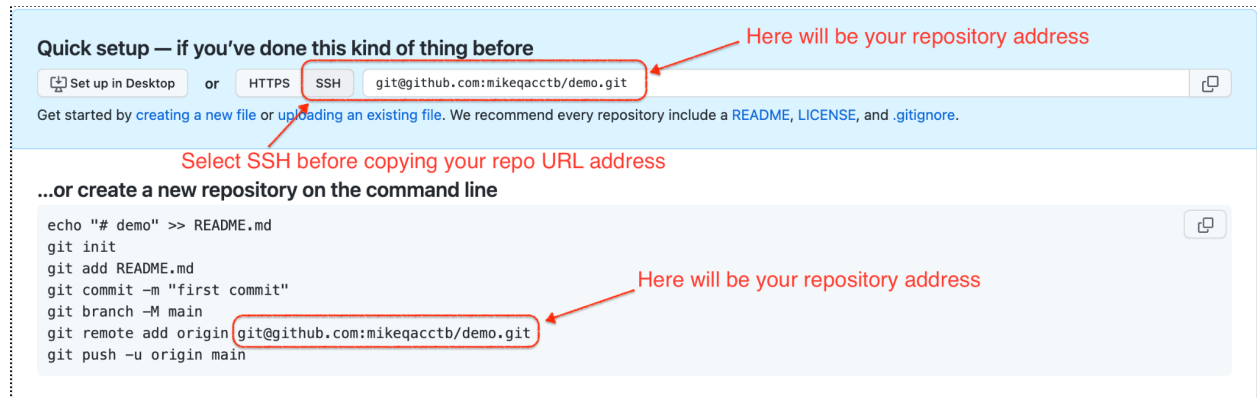 Here will be your repository address
Quick setup — if you’ve done this kind of thing before
Set up in Desktop or HTTPS SSH git@github.com:mikeqacctb/demo.git
Get started by creating a new file or uploading an existing file. We recommend every repository include a README, LICENSE, and .gitignore.
Select SSH before copying your repo URL address
...or create a new repository on the command line
echo "# demo" >> README.md
git init
git add README.md
git commit -m "first commit"
Here will be your repository address
git branch -M main
git remote add origin git@github.com:mikeqacctb/demo.git
git push -u origin main